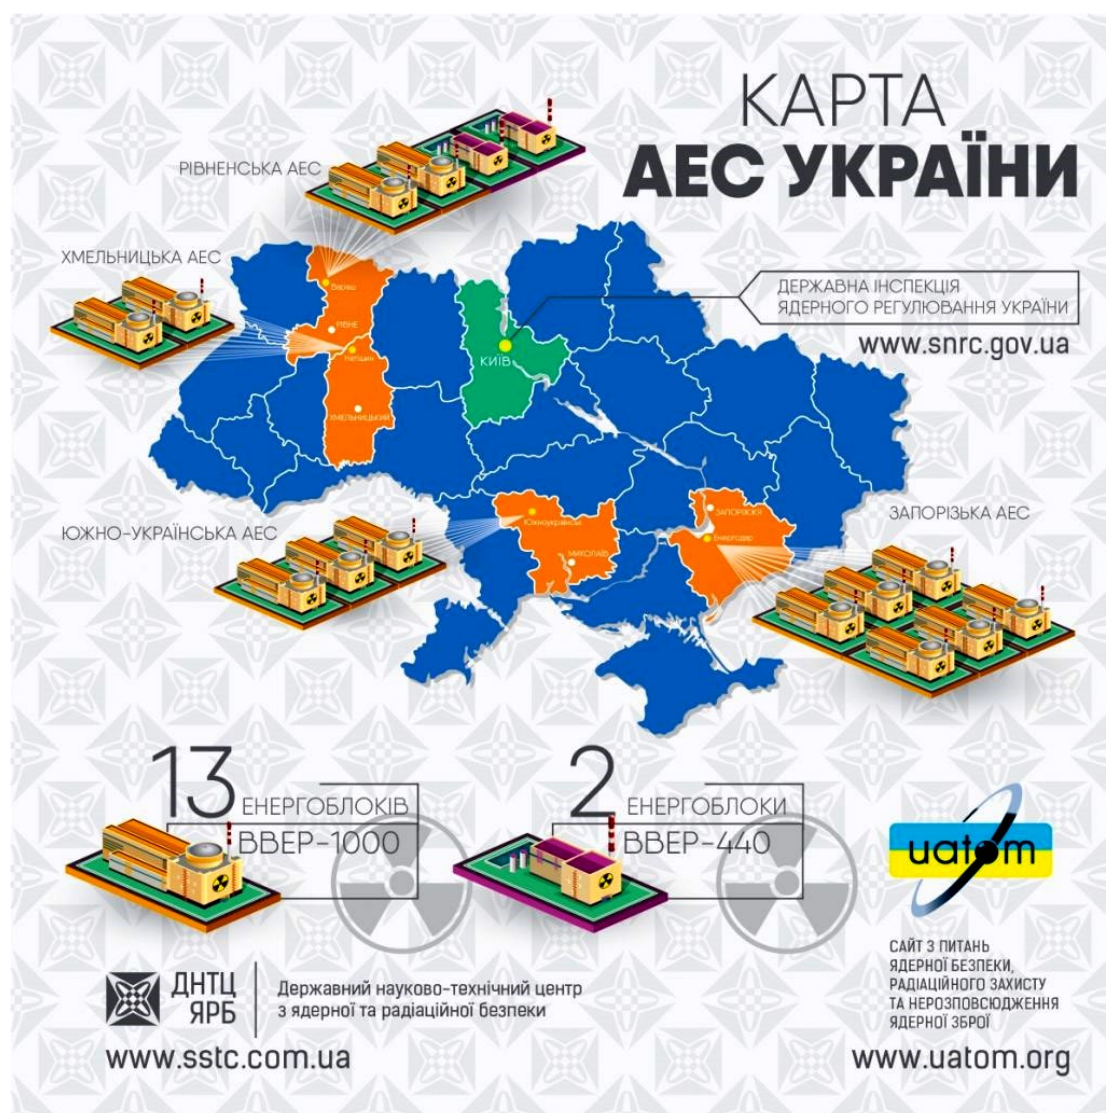 КАРТА
АЕС УКРАЇНИ
РІВНЕНСЬКА АЕС
ХМЕЛЬНИЦЬКА АЕС
ДЕРЖАВНА ІНСПЕКЦІЯ
ЯДЕРНОГО РЕГУЛЮВАННЯ УКРАЇНИ
www.snrc.gov.ua
Вараш
РІВНЕ
Нетішин
КИЇВ
ХМЕЛЬНИЦЬКИЙ
ЮЖНО-УКРАЇНСЬКА АЕС
Южноукраїнськ
МИКОЛАЇВ
ЗАПОРІЖЖЯ
Енергодар
ЗАПОРІЗЬКА АЕС
13
ЕНЕРГОБЛОКІВ
ВВЕР-1000
2
ЕНЕРГОБЛОКИ
ВВЕР-440
uatom
САЙТ З ПИТАНЬ
ЯДЕРНОЇ БЕЗПЕКИ,
РАДІАЦІЙНОГО ЗАХИСТУ
ТА НЕРОЗПОВСЮДЖЕННЯ
ЯДЕРНОЇ ЗБРОЇ
www.uatom.org
ДНТЦ
ЯРБ
Державний науково-технічний центр
з ядерної та радіаційної безпеки
www.sstc.com.ua